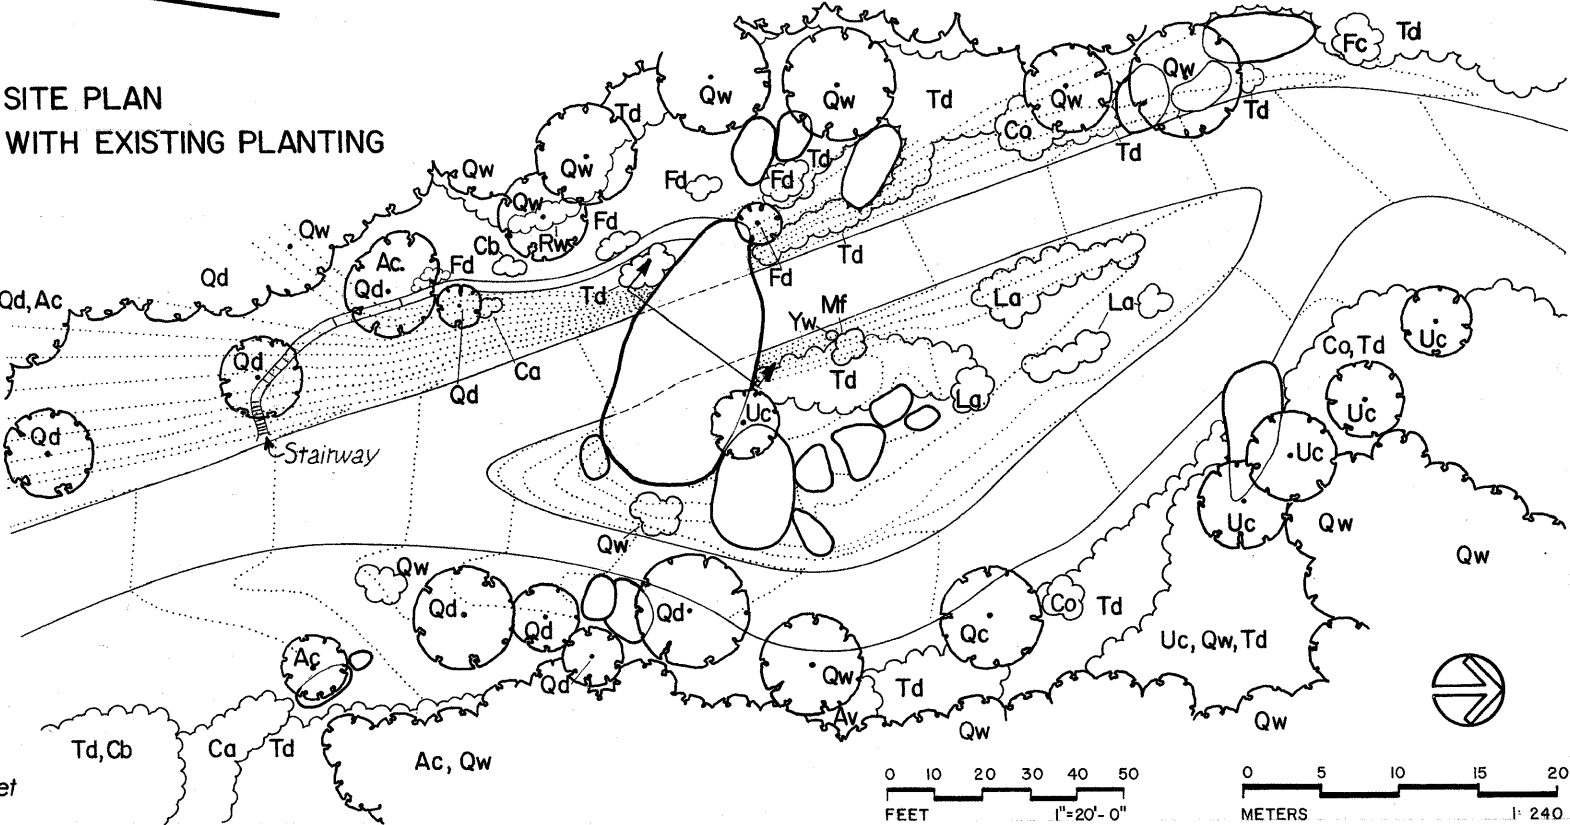 SITE PLAN
WITH EXISTING PLANTING
Fc
Td
Qw
Qw
Qw
Td
Qw
Qw
Td
Td
Co
Td
Td
Qw
Qw
Fd
Fd
Qw
Qw
Fd
Cb
Rw
Td
Fd
Ac
Fd
Qd
Qd, Ac
Qd
Td
La
La
Mf
Yw
Td
Qd
Ca
Qd
La
Uc
Co, Td
Uc
Uc
Qd
Stairway
Uc
Uc
Qw
Qw
Qw
Qw
Qd
Qd
Qd
Qc
Co
Td
Uc, Qw, Td
Ac
Qd
Qw
Td
Av
Qw
Qw
Td, Cb
Ca
Td
Ac, Qw
et
0 10 20 30 40 50
FEET 1"=20'-0"
0 5 10 15 20
METERS 1: 240